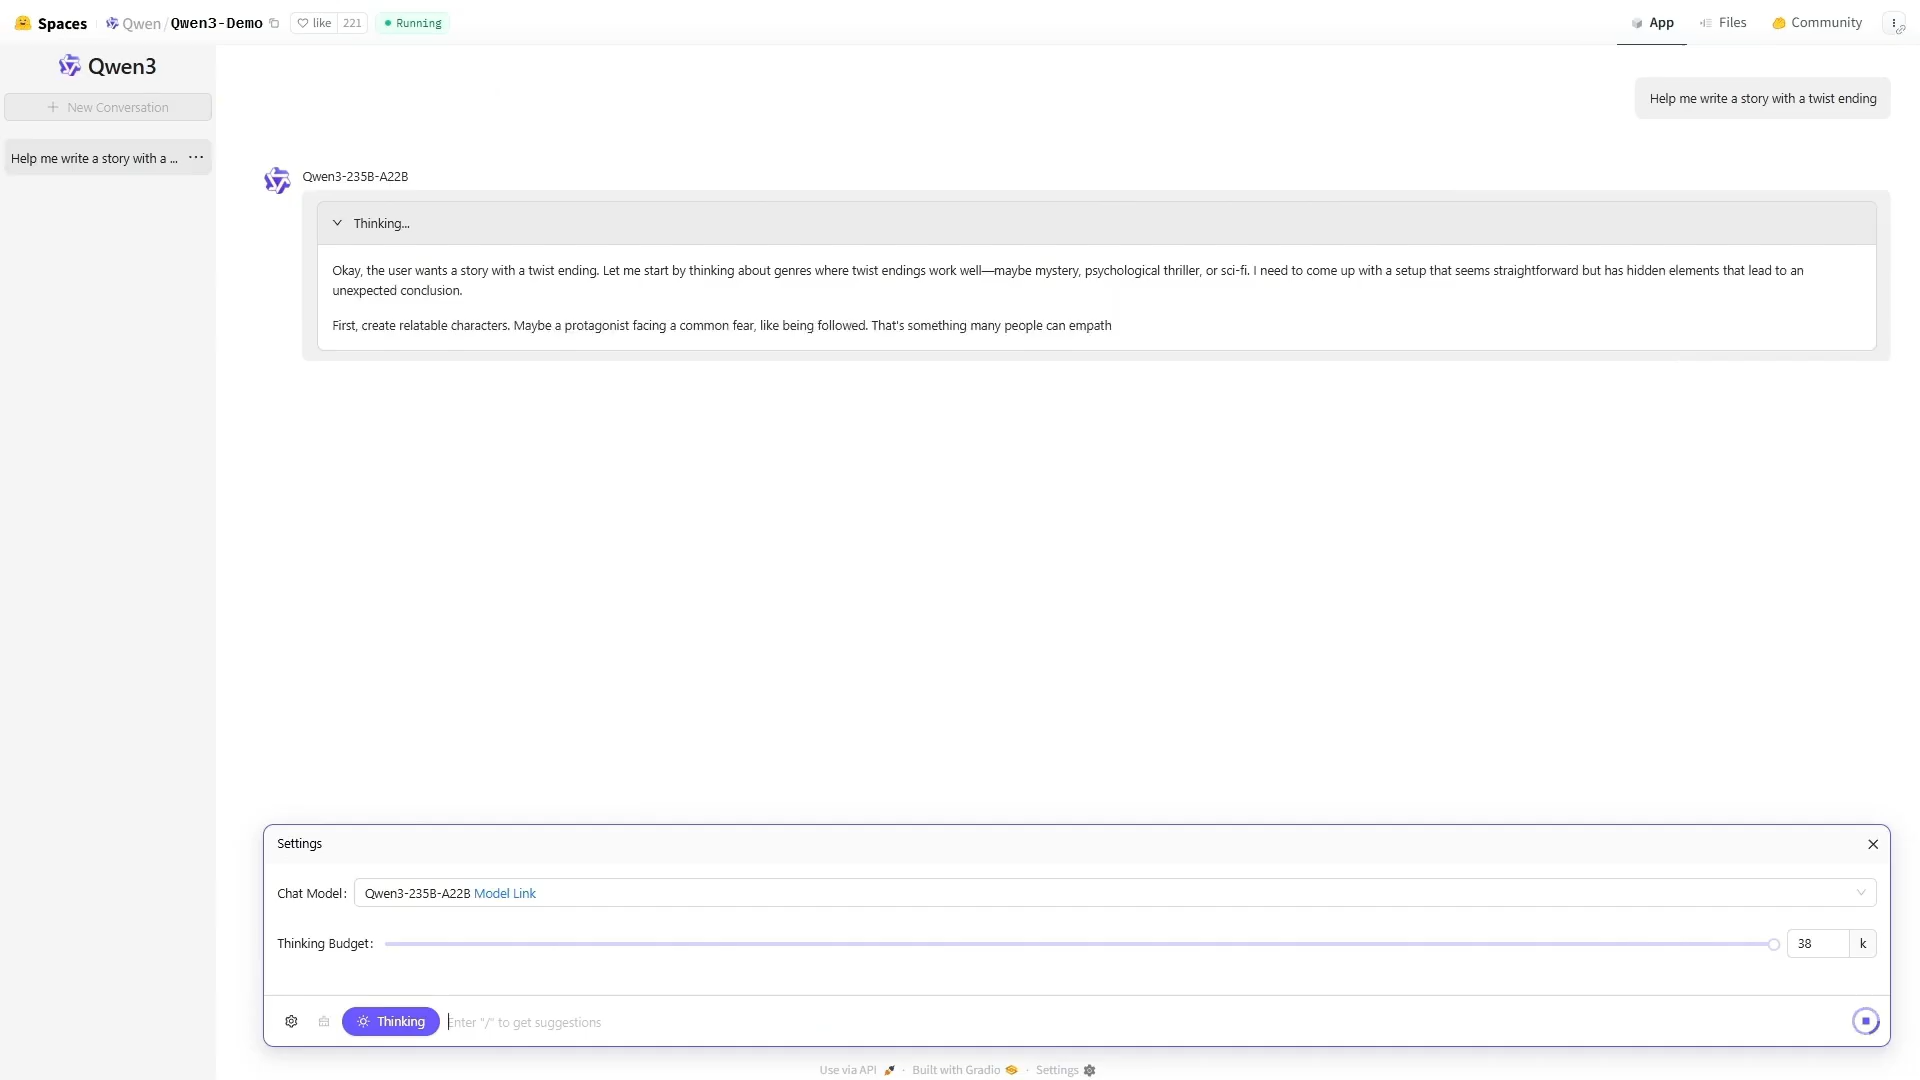 Spaces
Qwen/Qwen3-Demo
like 221
Running
App
Files
Community
Qwen3
+ New Conversation
Help me write a story with a ... ···
Help me write a story with a twist ending
Qwen3-235B-A22B
Thinking...
Okay, the user wants a story with a twist ending. Let me start by thinking about genres where twist endings work well—maybe mystery, psychological thriller, or sci-fi. I need to come up with a setup that seems straightforward but has hidden elements that lead to an
unexpected conclusion.
First, create relatable characters. Maybe a protagonist facing a common fear, like being followed. That's something many people can empath
Settings
Chat Model: Qwen3-235B-A22B Model Link
Thinking Budget: 38 k
Thinking
Enter "/" to get suggestions
Use via API · Built with Gradio · Settings